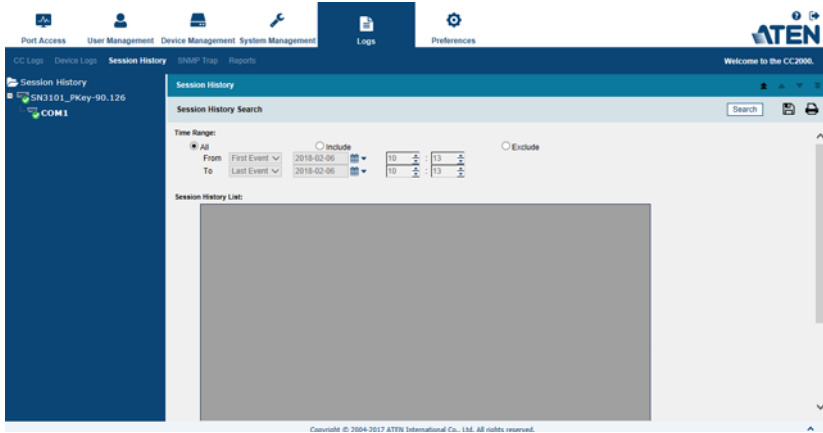 Port Access User Management Device Management System Management Logs Preferences
ATEN
CC Logs Device Logs Session History SNMP Trap Reports Welcome to the CC2000.
Session History
SN3101_PKey-90.126
COM1
Session History
Session History Search Search
Time Range:
All Include Exclude
From First Event 2018-02-06 10 : 13
To Last Event 2018-02-06 10 : 13
Session History List:
Copyright © 2004-2017 ATEN International Co., Ltd. All rights reserved.